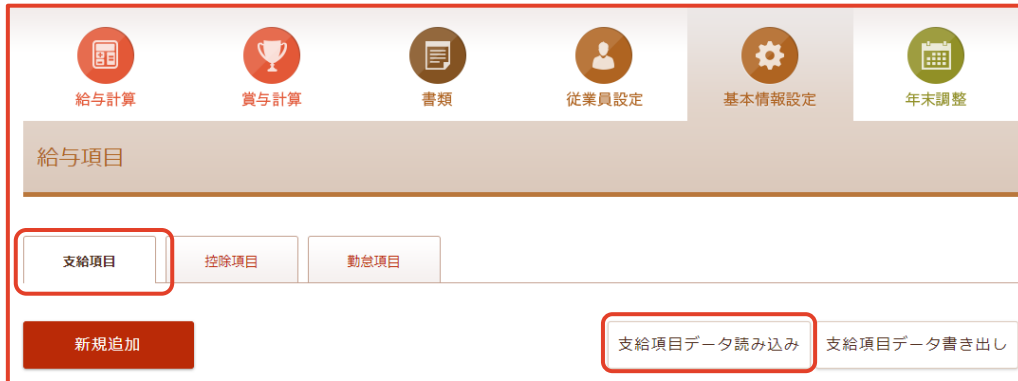 給与計算 賞与計算 書類 従業員設定 基本情報設定 年末調整
給与項目
支給項目 控除項目 勤怠項目
新規追加 支給項目データ読み込み 支給項目データ書き出し